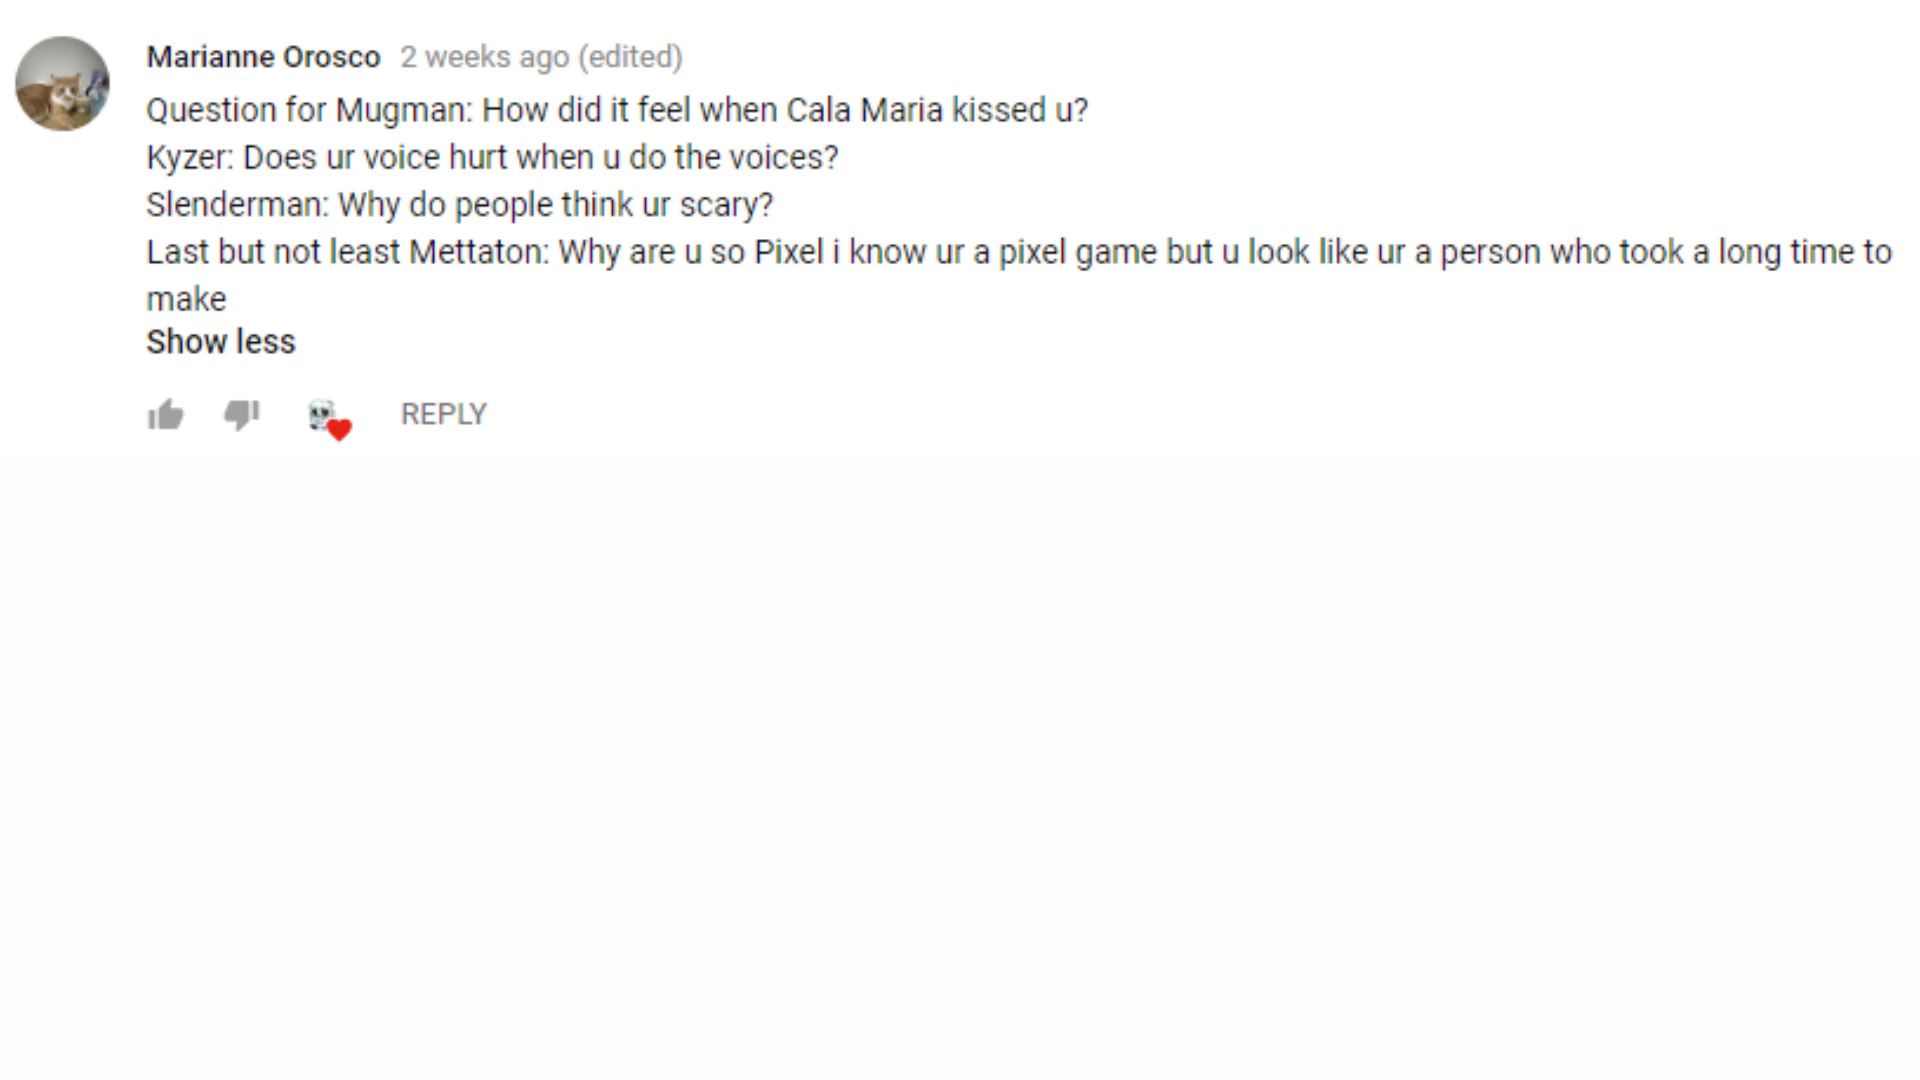 Marianne Orosco 2 weeks ago (edited)
Question for Mugman: How did it feel when Cala Maria kissed u?
Kyzer: Does ur voice hurt when u do the voices?
Slenderman: Why do people think ur scary?
Last but not least Mettaton: Why are u so Pixel i know ur a pixel game but u look like ur a person who took a long time to
make
Show less
REPLY